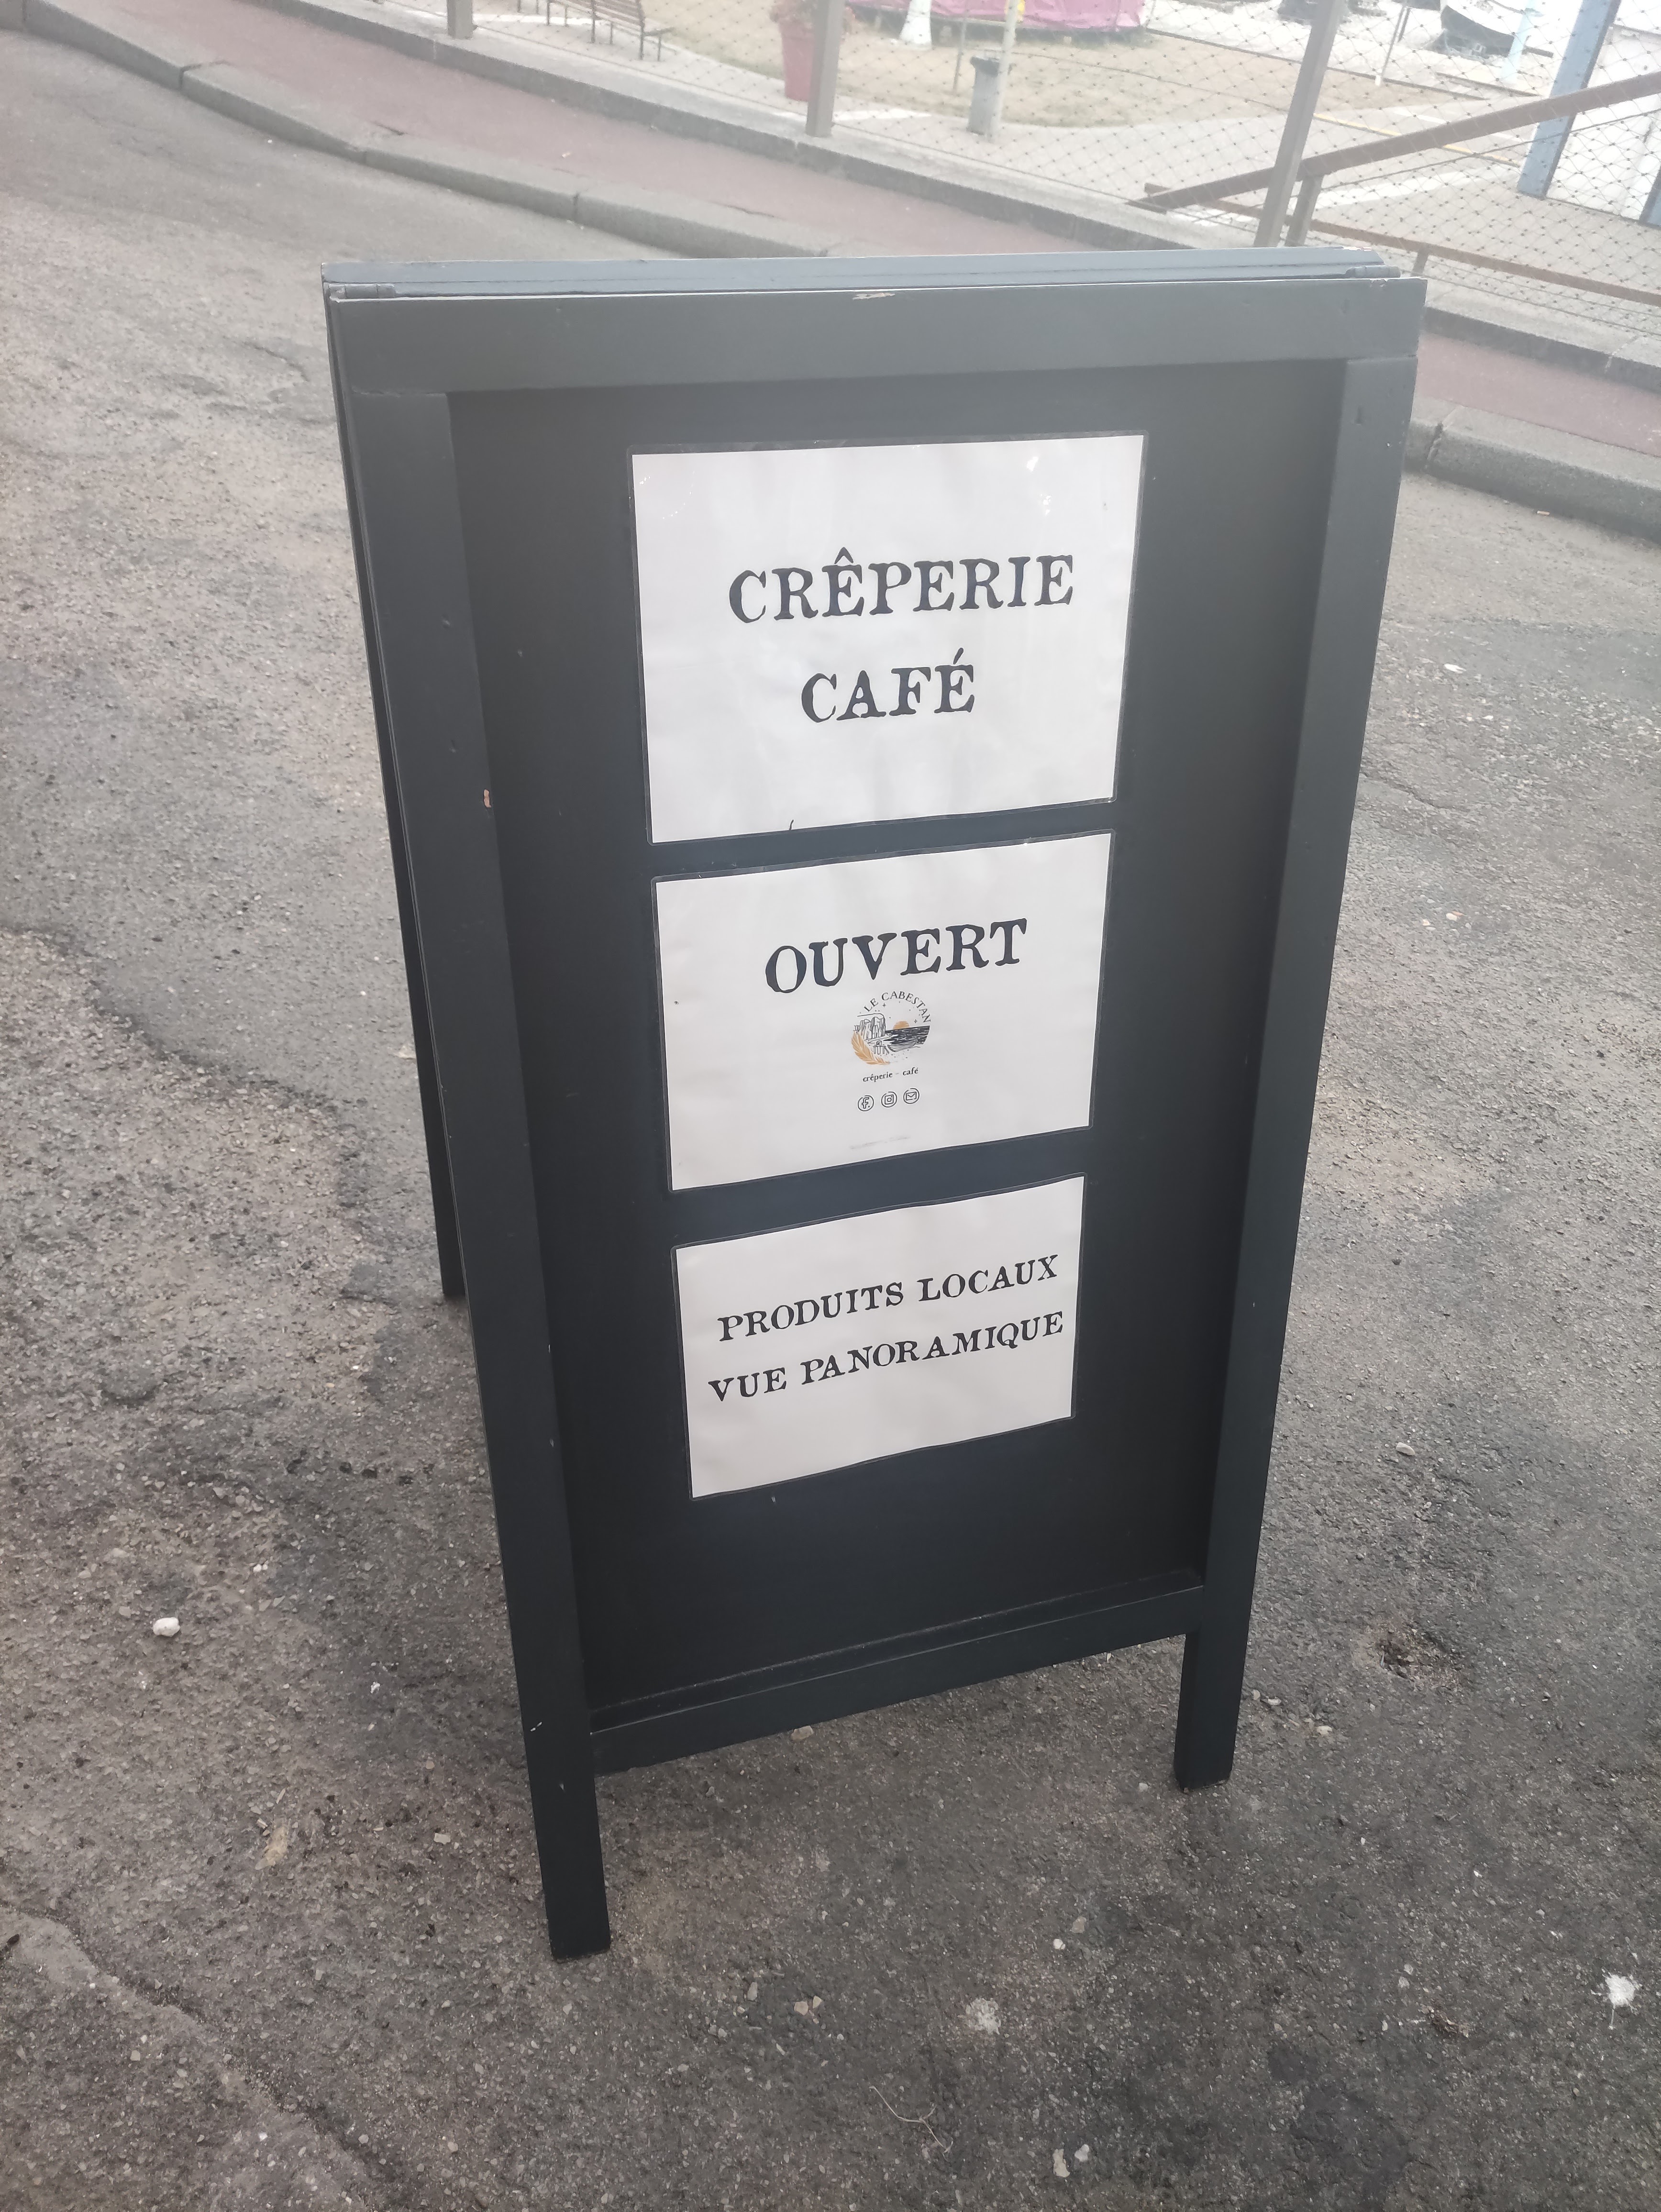 CRÊPERIE
CAFÉ
OUVERT
LE CABESTAN
crêperie - café
PRODUITS LOCAUX
VUE PANORAMIQUE